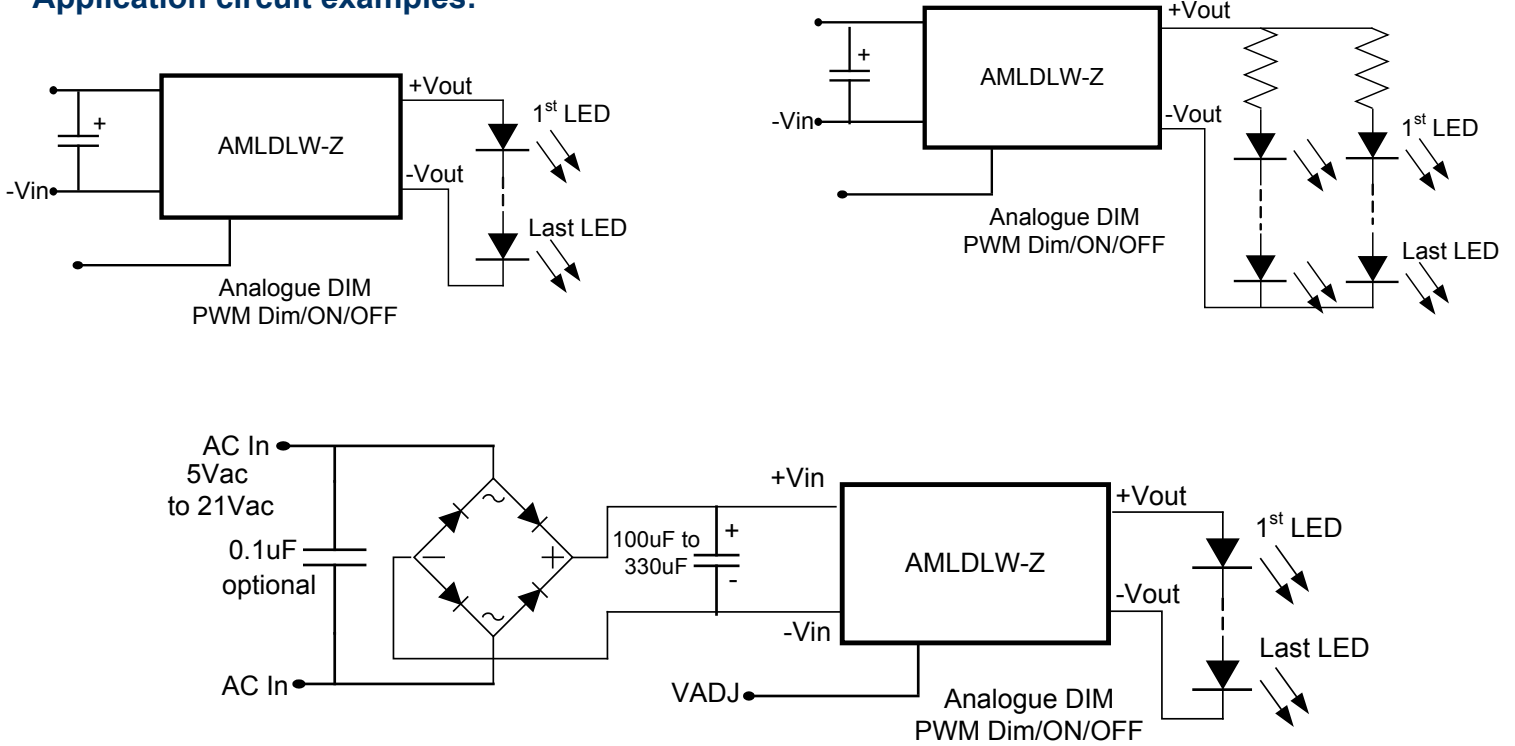 Application circuit examples:
+Vout
+
AMLDLW-Z
1st LED
-Vout
-Vin
Last LED
Analogue DIM
PWM Dim/ON/OFF
+Vout
+
AMLDLW-Z
-Vout
-Vin
1st LED
Analogue DIM
PWM Dim/ON/OFF
Last LED
AC In
5Vac
to 21Vac
0.1uF
optional
AC In
~
+
−
~
100uF to
330uF
+
-
+Vin
-Vin
AMLDLW-Z
+Vout
1st LED
-Vout
Last LED
VADJ
Analogue DIM
PWM Dim/ON/OFF